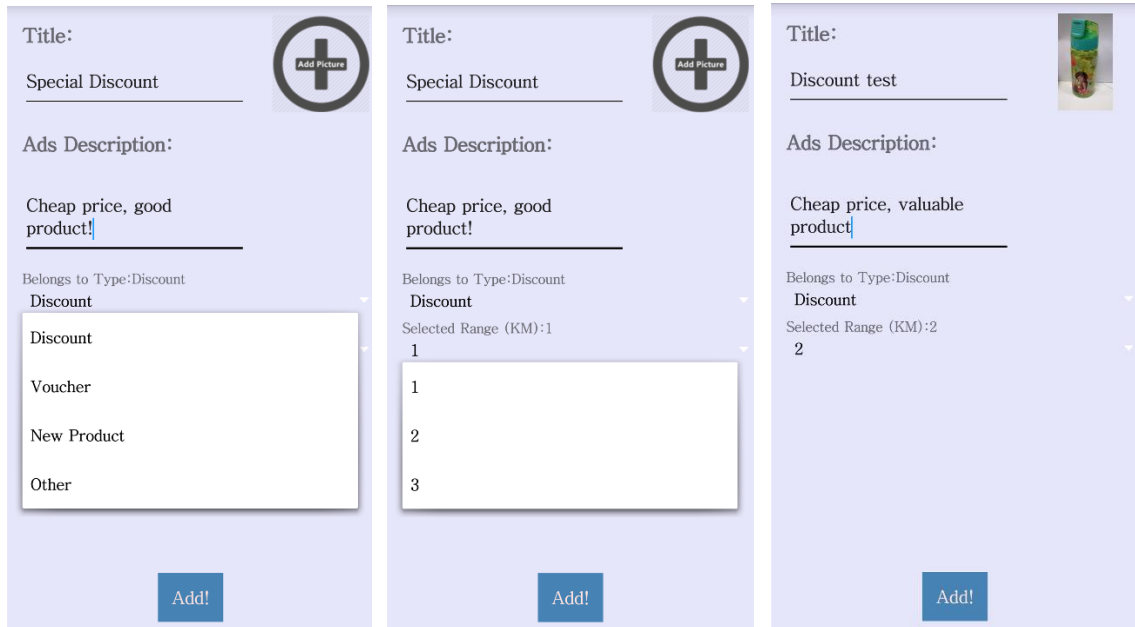 Title:
Add Picture
Special Discount
Ads Description:
Cheap price, good
product!
Belongs to Type:Discount
Discount
Discount
Voucher
New Product
Other
Add!
Title:
Add Picture
Special Discount
Ads Description:
Cheap price, good
product!
Belongs to Type:Discount
Discount
Selected Range (KM):1
1
1
2
3
Add!
Title:
Discount test
Ads Description:
Cheap price, valuable
product
Belongs to Type:Discount
Discount
Selected Range (KM):2
2
Add!